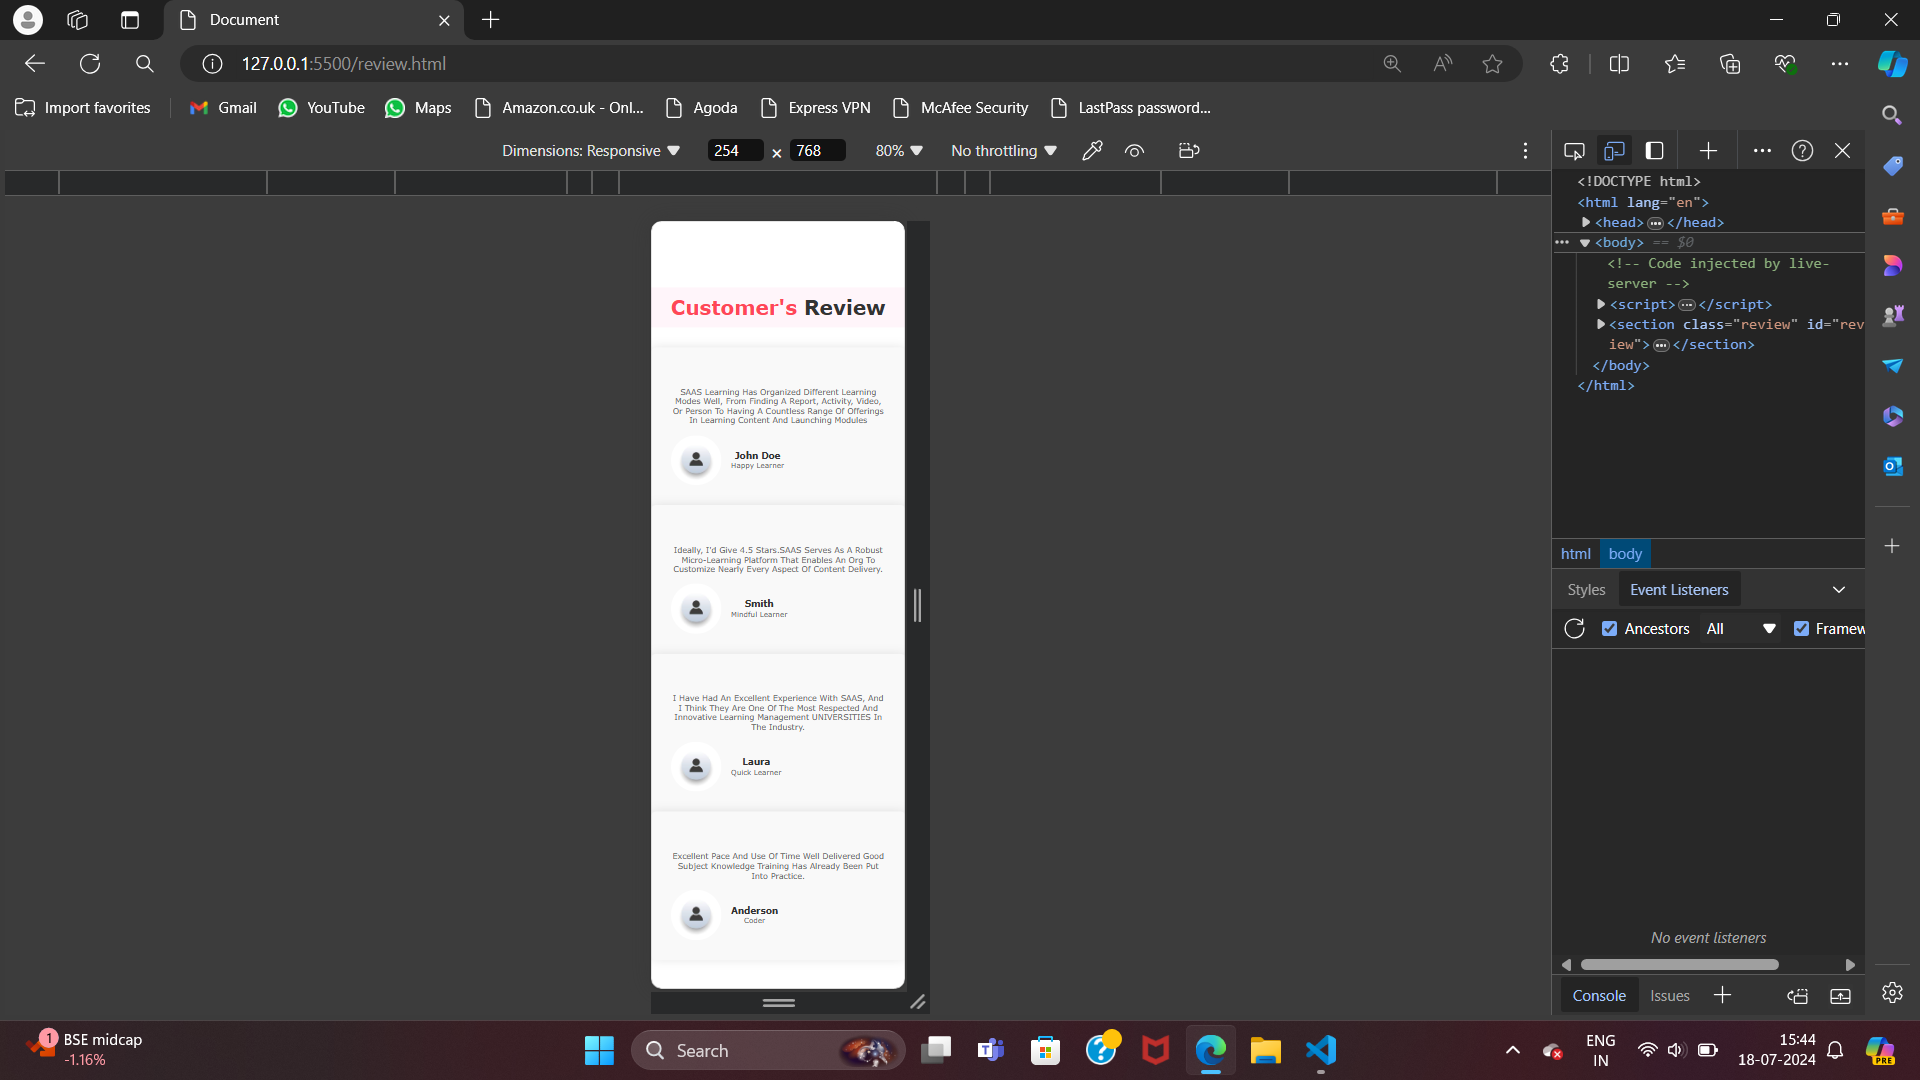 Document
127.0.0.1:5500/review.html
Import favorites
Gmail
YouTube
Maps
Amazon.co.uk - Onl...
Agoda
Express VPN
McAfee Security
LastPass password...
Dimensions: Responsive
254 × 768
80%
No throttling
Customer's Review
SAAS Learning Has Organized Different Learning
Modes Well, From Finding A Report, Activity, Video,
Or Person To Having A Countless Range Of Offerings
In Learning Content And Launching Modules
John Doe
Happy Learner
Ideally, I'd Give 4.5 Stars.SAAS Serves As A Robust
Micro-Learning Platform That Enables An Org To
Customize Nearly Every Aspect Of Content Delivery.
Smith
Mindful Learner
I Have Had An Excellent Experience With SAAS, And
I Think They Are One Of The Most Respected And
Innovative Learning Management UNIVERSITIES In
The Industry.
Laura
Quick Learner
Excellent Pace And Use Of Time Well Delivered Good
Subject Knowledge Training Has Already Been Put
Into Practice.
Anderson
Coder
<!DOCTYPE html>
<html lang="en">
<head>…</head>
<body> == $0
<!-- Code injected by live-
server -->
<script>…</script>
<section class="review" id="rev
iew">…</section>
</body>
</html>
html
body
Styles
Event Listeners
Ancestors
All
Framew
No event listeners
Console
Issues
1
BSE midcap
-1.16%
Search
ENG
IN
15:44
18-07-2024
PRE